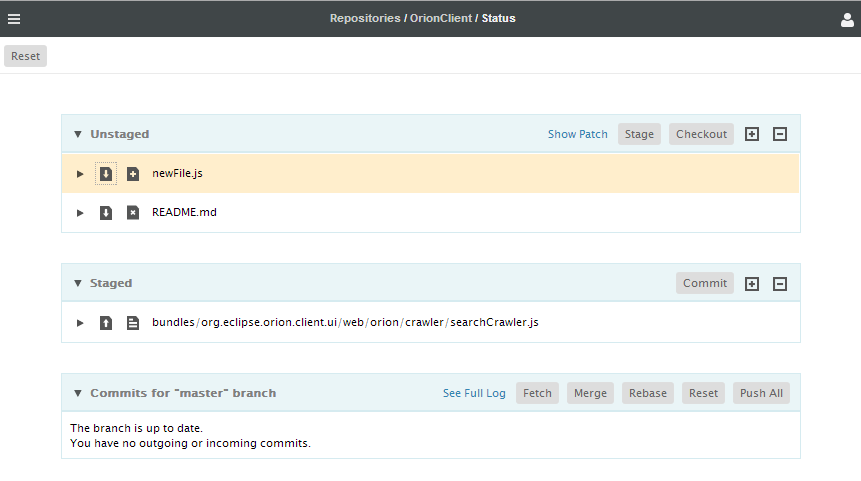 Repositories / OrionClient / Status
Reset
Unstaged Show Patch Stage Checkout
newFile.js
README.md
Staged Commit
bundles/org.eclipse.orion.client.ui/web/orion/crawler/searchCrawler.js
Commits for "master" branch See Full Log Fetch Merge Rebase Reset Push All
The branch is up to date.
You have no outgoing or incoming commits.